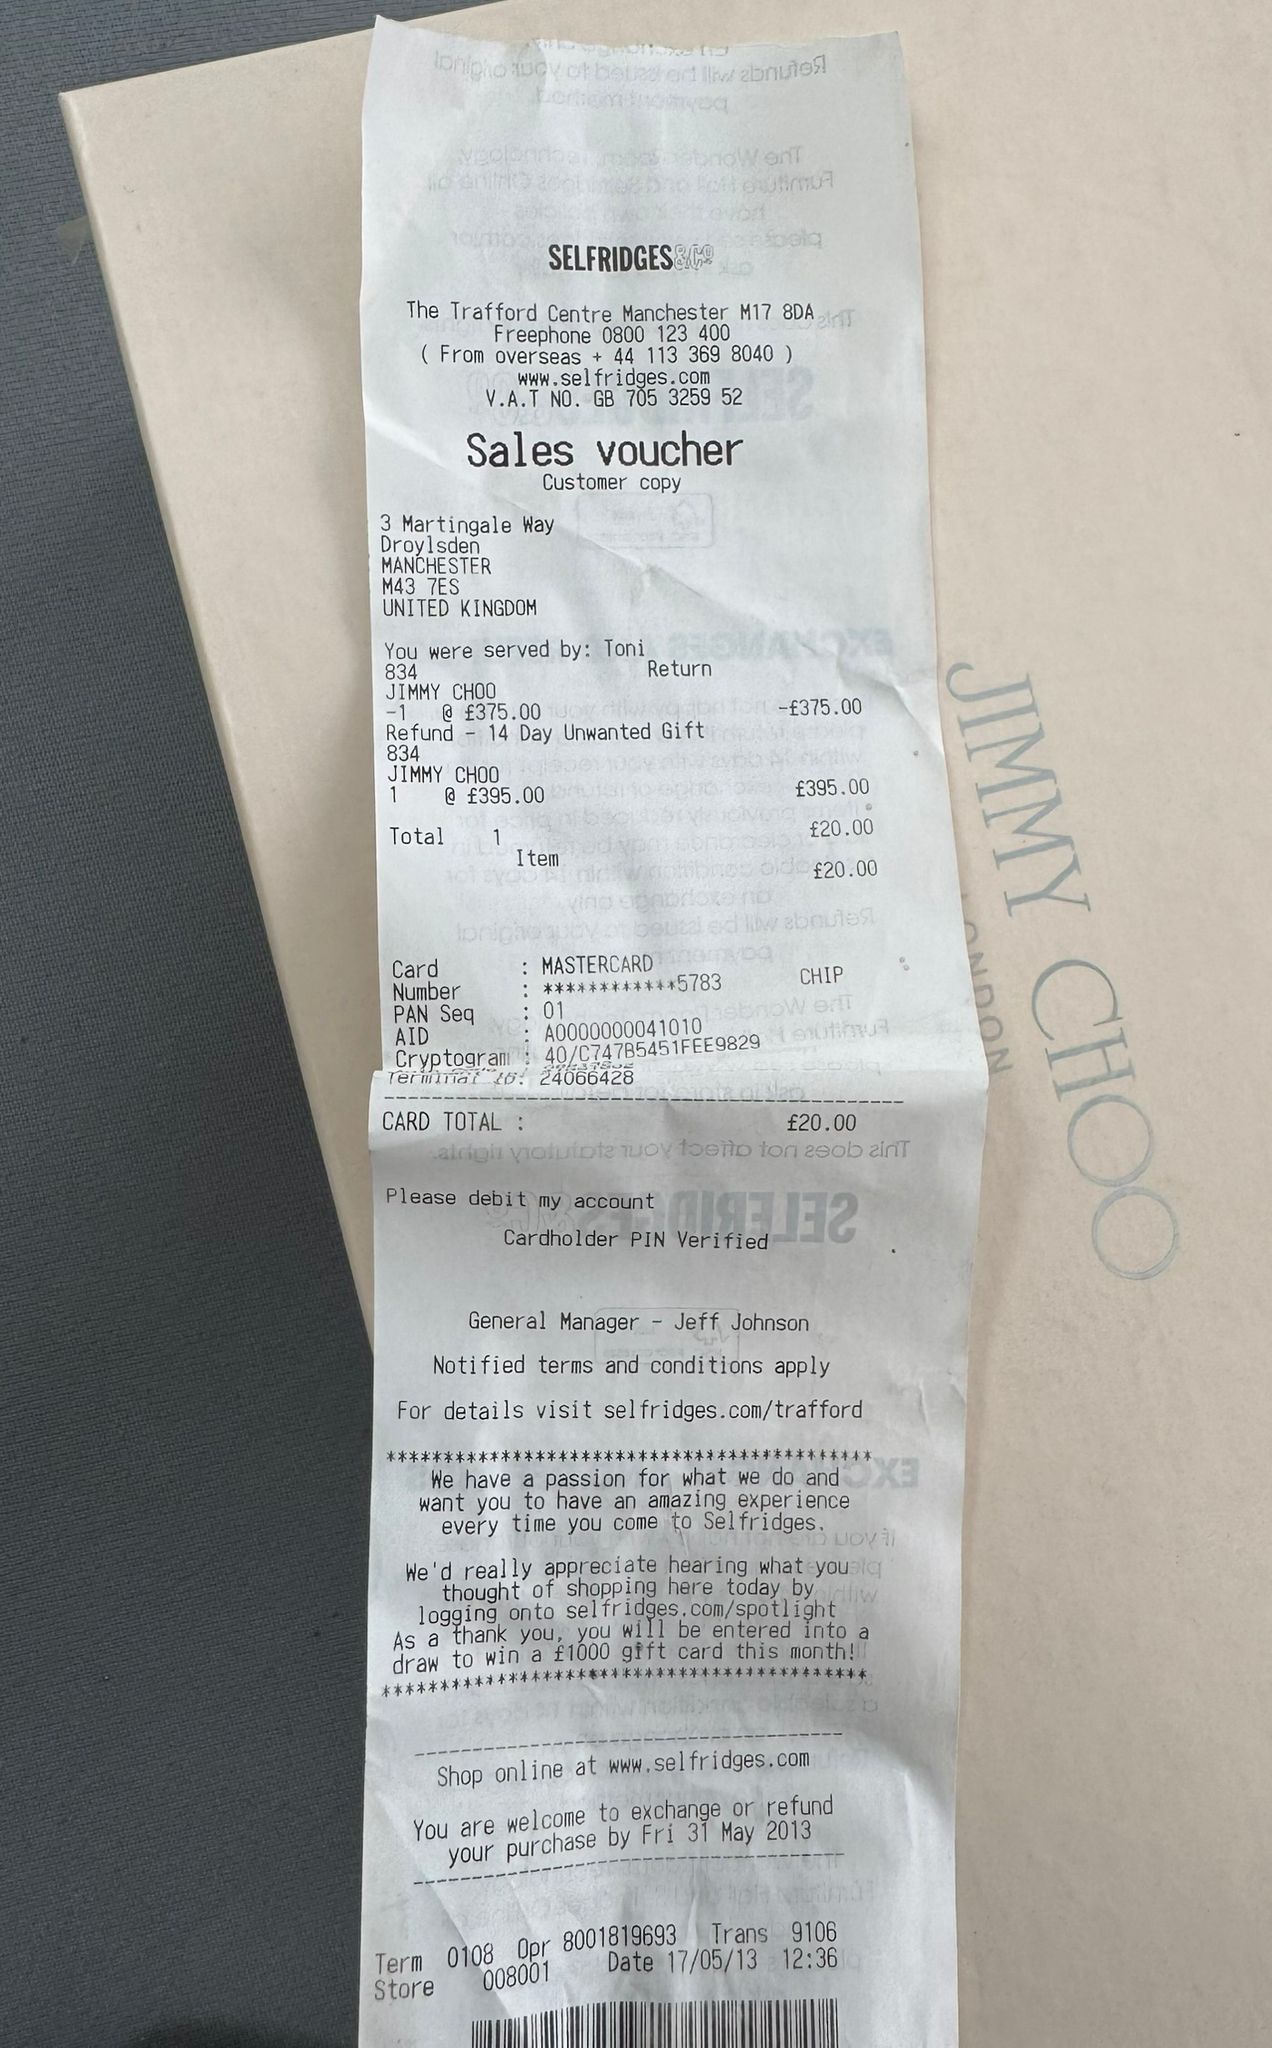 SELFRIDGES&Co
The Trafford Centre Manchester M17 8DA
Freephone 0800 123 400
( From overseas + 44 113 369 8040 )
www.selfridges.com
V.A.T NO. GB 705 3259 52
Sales voucher
Customer copy
3 Martingale Way
Droylsden
MANCHESTER
M43 7ES
UNITED KINGDOM
You were served by: Toni
834 Return
JIMMY CHOO
-1 @ £375.00 -£375.00
Refund - 14 Day Unwanted Gift
834
JIMMY CHOO
1 @ £395.00 £395.00
Total 1 £20.00
Item
£20.00
Card : MASTERCARD
Number : ************5783 CHIP
PAN Seq : 01
AID : A0000000041010
Cryptogram : 40/C747B5451FEE9829
Terminal ID: 24066428
CARD TOTAL : £20.00
Please debit my account
Cardholder PIN Verified
General Manager - Jeff Johnson
Notified terms and conditions apply
For details visit selfridges.com/trafford
******************************************
We have a passion for what we do and
want you to have an amazing experience
every time you come to Selfridges.
We'd really appreciate hearing what you
thought of shopping here today by
logging onto selfridges.com/spotlight
As a thank you, you will be entered into a
draw to win a £1000 gift card this month!
******************************************
Shop online at www.selfridges.com
You are welcome to exchange or refund
your purchase by Fri 31 May 2013
Term 0108 Opr 8001819693 Trans 9106
Store 008001 Date 17/05/13 12:36
JIMMY CHOO
ONDON